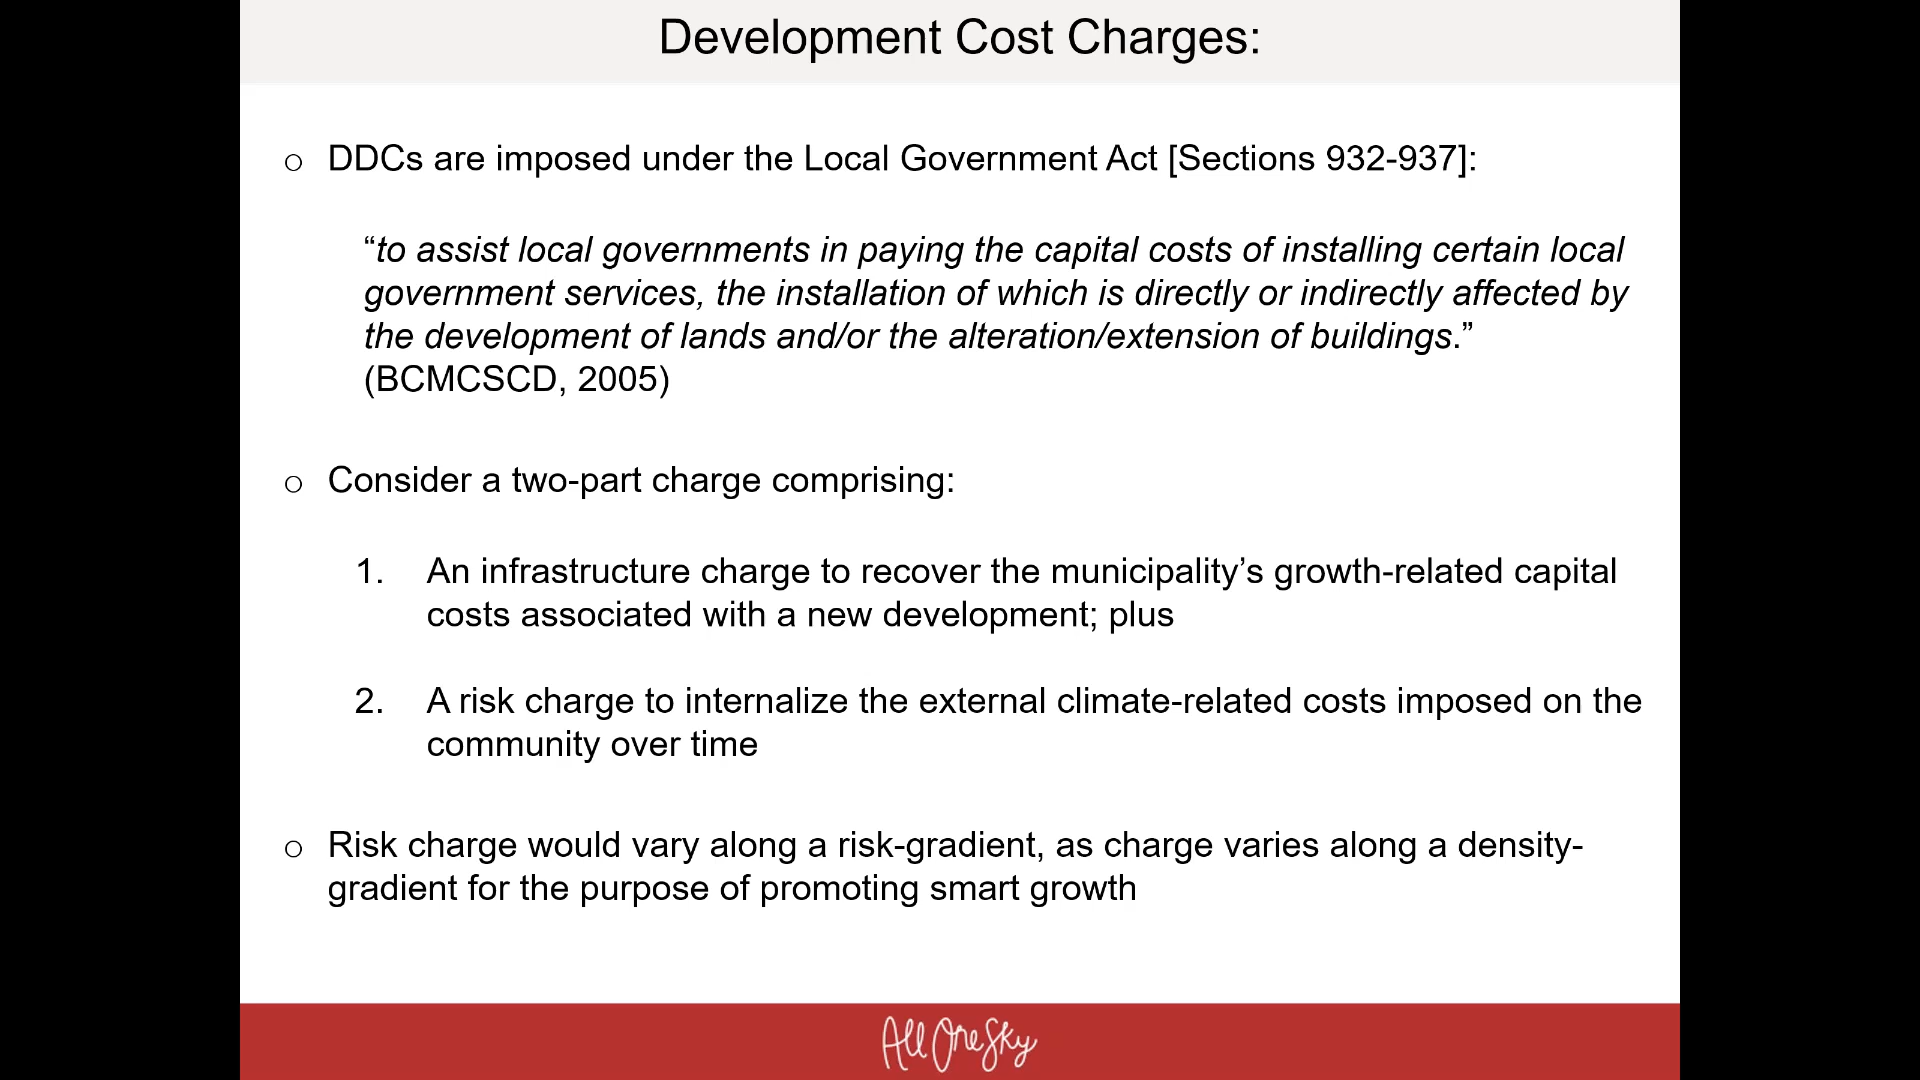 Development Cost Charges:
o DDCs are imposed under the Local Government Act [Sections 932-937]:
“to assist local governments in paying the capital costs of installing certain local
government services, the installation of which is directly or indirectly affected by
the development of lands and/or the alteration/extension of buildings.”
(BCMCSCD, 2005)
o Consider a two-part charge comprising:
1. An infrastructure charge to recover the municipality’s growth-related capital
costs associated with a new development; plus
2. A risk charge to internalize the external climate-related costs imposed on the
community over time
o Risk charge would vary along a risk-gradient, as charge varies along a density-
gradient for the purpose of promoting smart growth
All One Sky